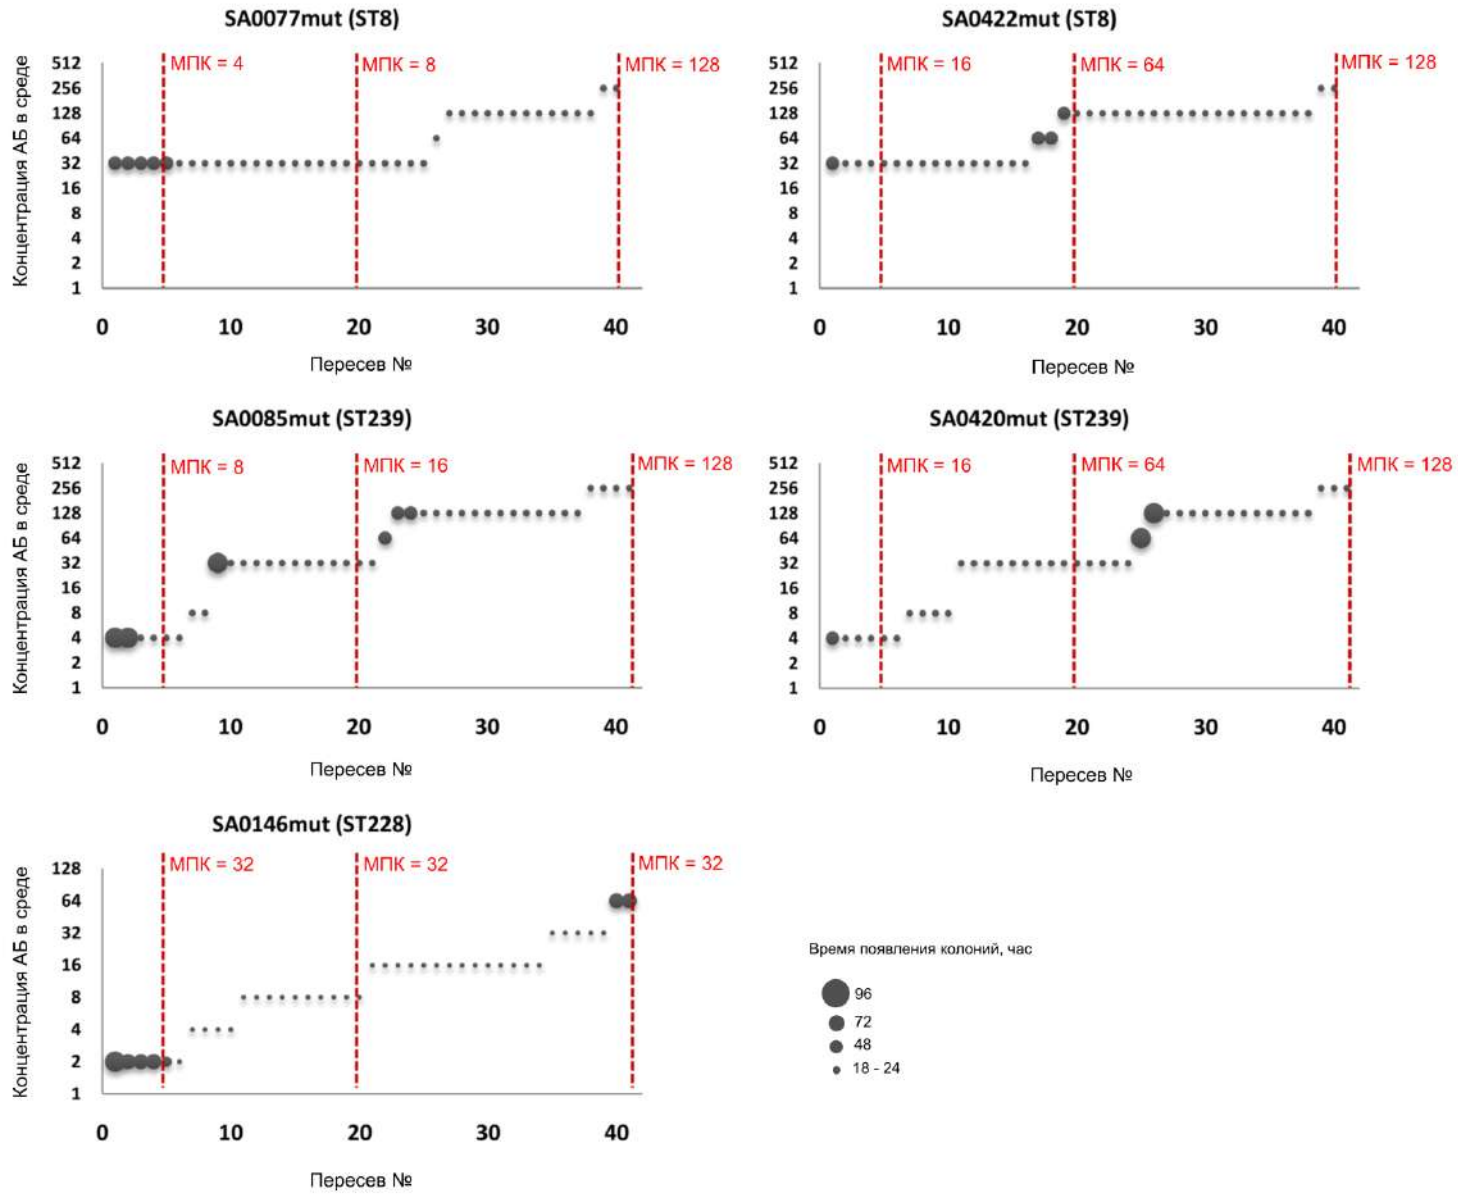 SA0077mut (ST8)
Концентрация АБ в среде
512
256
128
64
32
16
8
4
2
1
МПК = 4
МПК = 8
МПК = 128
0 10 20 30 40
Пересев №
SA0422mut (ST8)
512
256
128
64
32
16
8
4
2
1
МПК = 16
МПК = 64
МПК = 128
0 10 20 30 40
Пересев №
SA0085mut (ST239)
Концентрация АБ в среде
512
256
128
64
32
16
8
4
2
1
МПК = 8
МПК = 16
МПК = 128
0 10 20 30 40
Пересев №
SA0420mut (ST239)
512
256
128
64
32
16
8
4
2
1
МПК = 16
МПК = 64
МПК = 128
0 10 20 30 40
Пересев №
SA0146mut (ST228)
Концентрация АБ в среде
128
64
32
16
8
4
2
1
МПК = 32
МПК = 32
МПК = 32
0 10 20 30 40
Пересев №
Время появления колоний, час
96
72
48
18 - 24